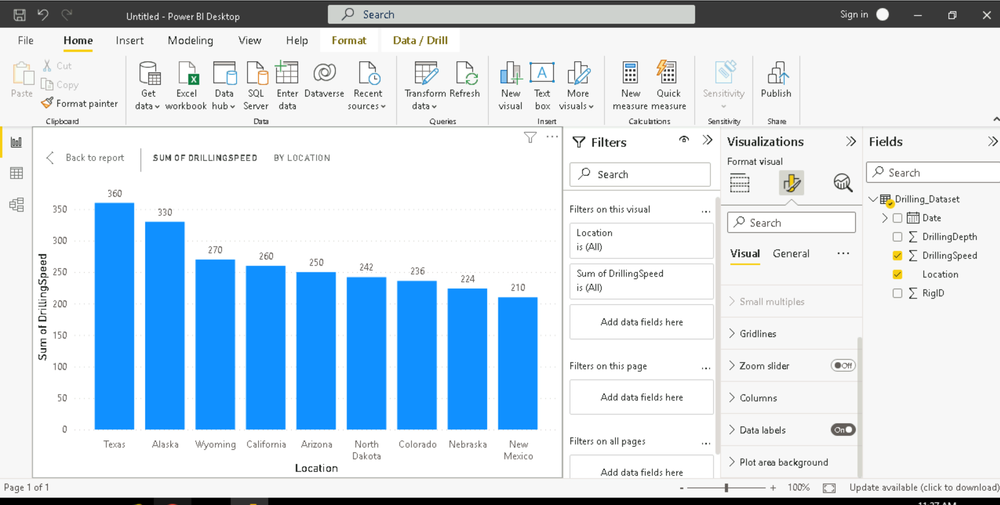 Untitled - Power BI Desktop
Search
Sign in
File
Home
Insert
Modeling
View
Help
Format
Data / Drill
Paste
Cut
Copy
Format painter
Clipboard
Get
data
Excel
workbook
Data
hub
SQL
Server
Enter
data
Dataverse
Recent
sources
Data
Transform
data
Refresh
Queries
New
visual
Text
box
More
visuals
Insert
New
measure
Quick
measure
Calculations
Sensitivity
Sensitivity
Publish
Share
Back to report
SUM OF DRILLINGSPEED
BY LOCATION
Sum of DrillingSpeed
350
300
250
200
150
100
50
0
360
330
270
260
250
242
236
224
210
Texas
Alaska
Wyoming
California
Arizona
North
Dakota
Colorado
Nebraska
New
Mexico
Location
Filters
Search
Filters on this visual
Location
is (All)
Sum of DrillingSpeed
is (All)
Add data fields here
Filters on this page
Add data fields here
Filters on all pages
Add data fields here
Visualizations
Format visual
Search
Visual
General
Small multiples
Gridlines
Zoom slider
Off
Columns
Data labels
On
Plot area background
Fields
Search
Drilling_Dataset
Date
DrillingDepth
DrillingSpeed
Location
RigID
Page 1 of 1
- + 100%
Update available (click to download)